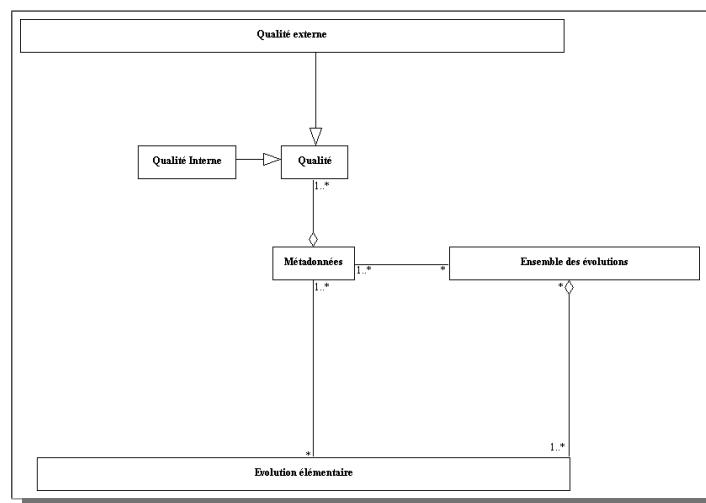 Qualité externe
Qualité Interne
Qualité
1..*
Métadonnées
Ensemble des évolutions
1..*
*
1..*
*
1..*
*
Evolution élémentaire